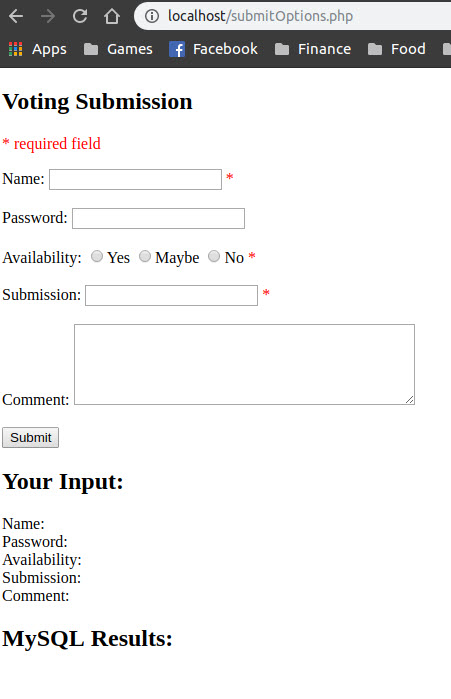 localhost/submitOptions.php
Apps Games Facebook Finance Food
Voting Submission
* required field
Name: *
Password:
Availability: Yes Maybe No *
Submission: *
Comment:
Submit
Your Input:
Name:
Password:
Availability:
Submission:
Comment:
MySQL Results: